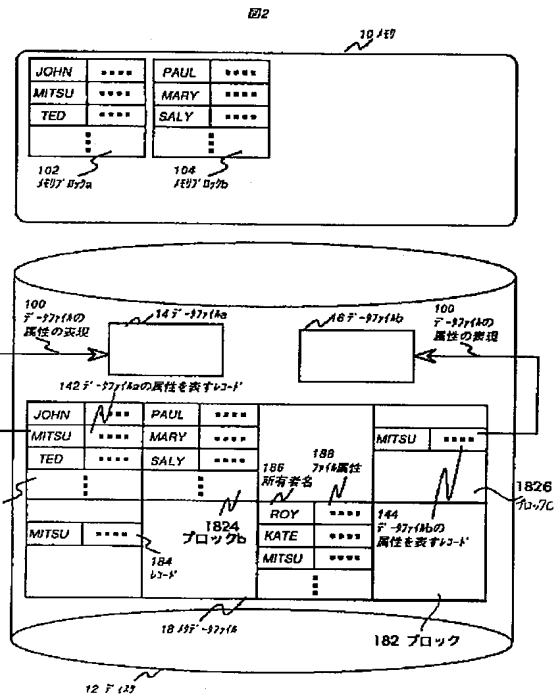 図2
10 メモリ
JOHN ****
MITSU ****
TED ****
PAUL ****
MARY ****
SALY ****
102
メモリブロックa
104
メモリブロックb
100
データファイルの
属性の表現
14 データファイルa
16 データファイルb
100
データファイルの
属性の表現
142 データファイルaの属性を表すレコード
JOHN ****
MITSU ****
TED ****
PAUL ****
MARY ****
SALY ****
MITSU ****
186
所有者名
188
ファイル属性
1824
ブロックb
ROY ****
KATE ****
MITSU ****
MITSU ****
184
レコード
144
データファイルbの
属性を表すレコード
1826
ブロックc
18 メタデータファイル
182 ブロック
12 ディスク